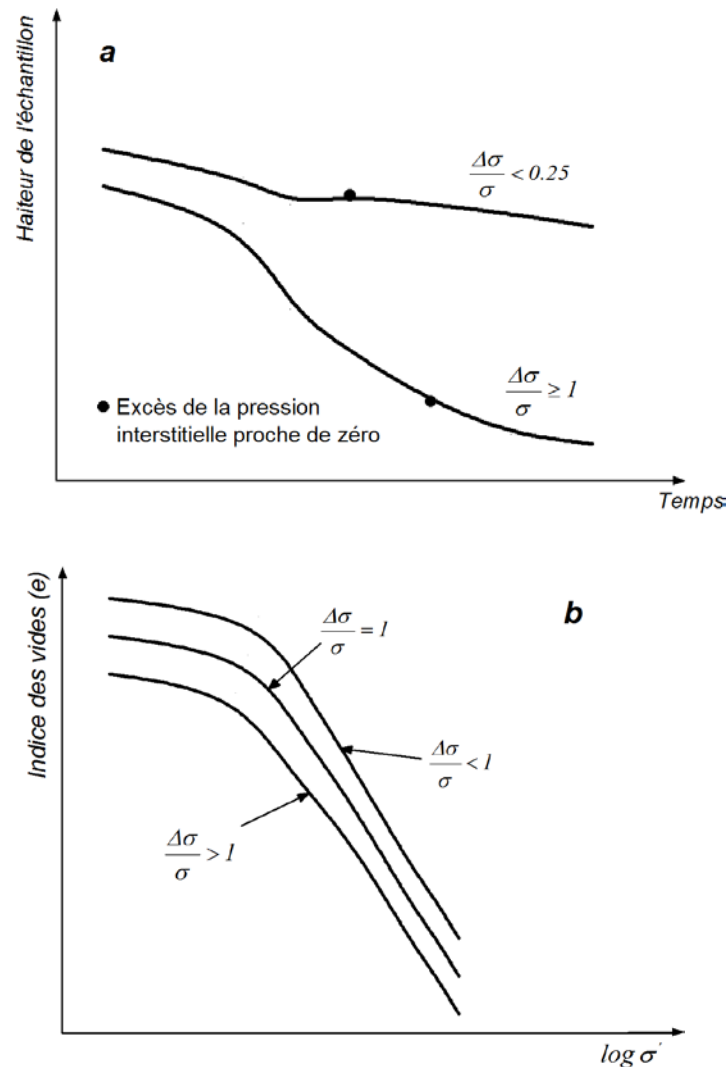 a
Haiteur de l'échantillon
Δσ/σ < 0.25
Δσ/σ ≥ 1
Excès de la pression
interstitielle proche de zéro
Temps=
b
Indice des vides (e)
Δσ/σ = 1
Δσ/σ < 1
Δσ/σ > 1
log σ'